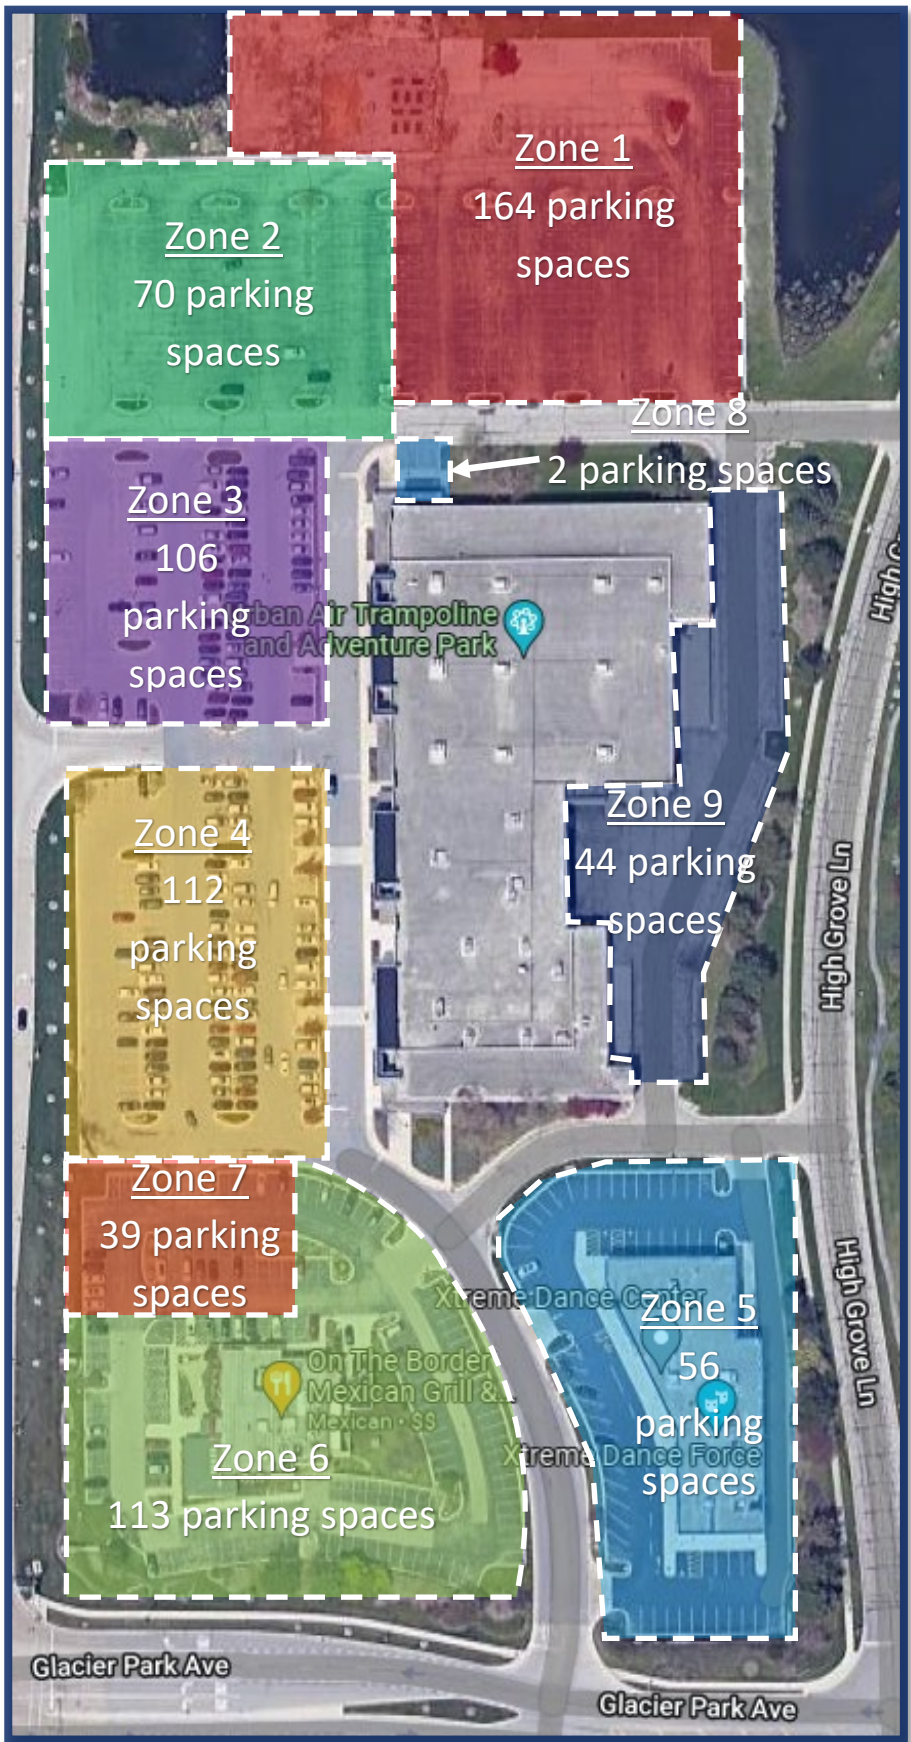 Zone 1
164 parking
spaces
Zone 2
70 parking
spaces
Zone 8
2 parking spaces
Zone 3
106
parking
spaces
rban Air Trampoline
and Adventure Park
High G
Zone 9
44 parking
spaces
Zone 4
112
parking
spaces
High Grove Ln
Zone 7
39 parking
spaces
Xtreme Dance Center
Zone 5
56
parking
spaces
High Grove Ln
On The Border
Mexican Grill &...
Mexican • $$
Xtreme Dance Force
Zone 6
113 parking spaces
Glacier Park Ave
Glacier Park Ave